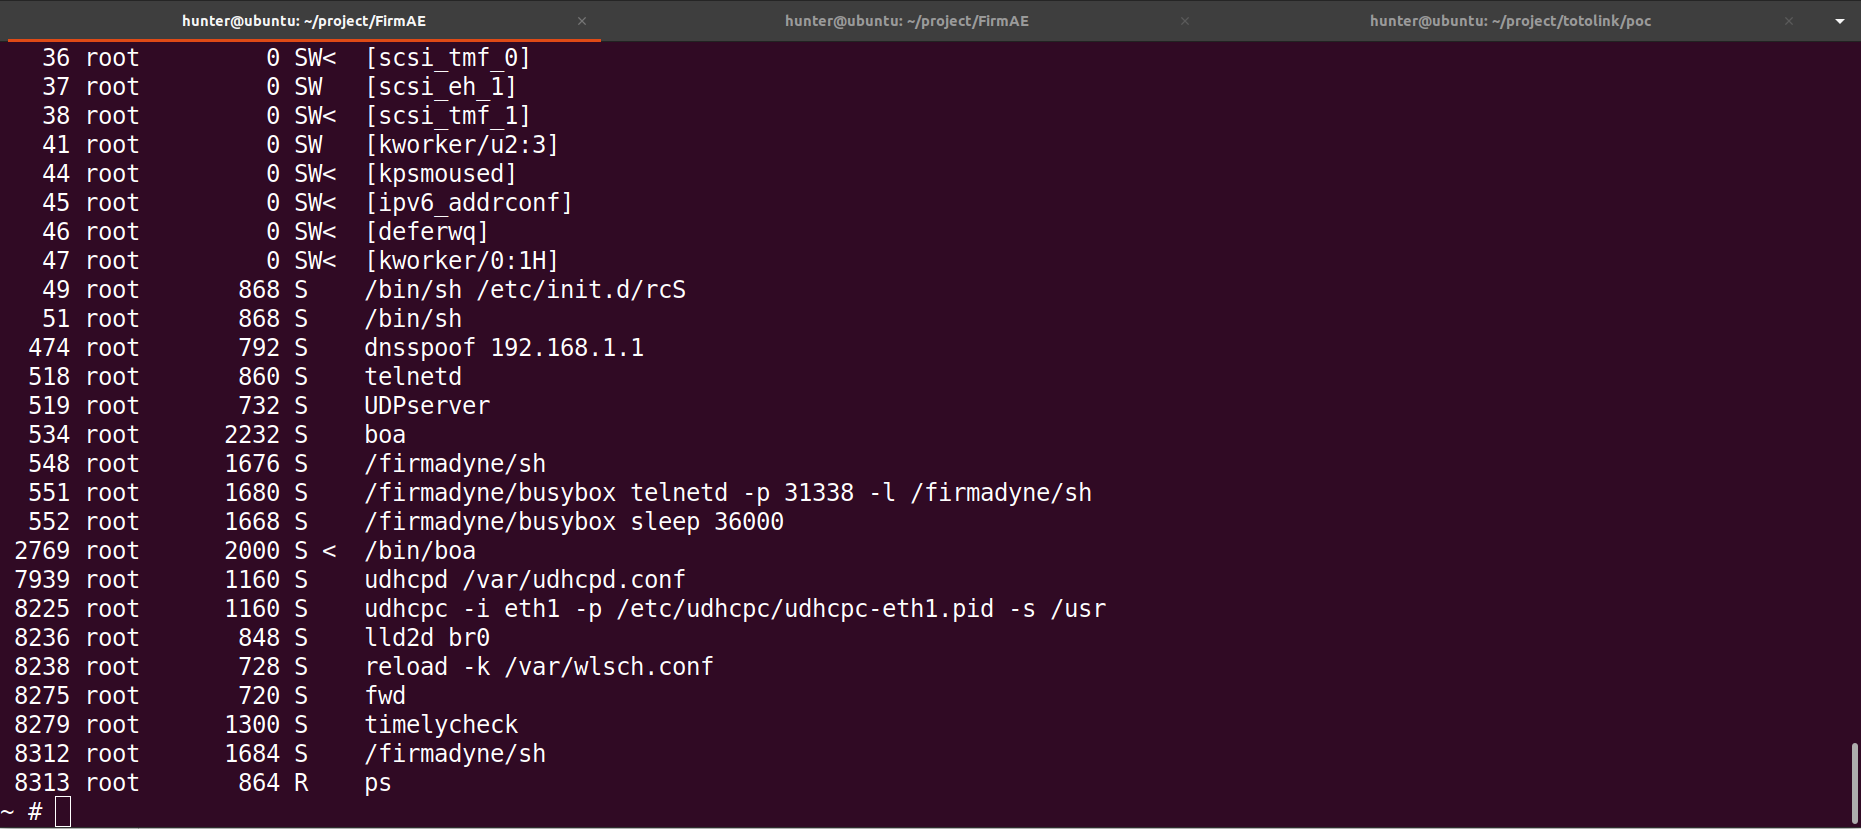 hunter@ubuntu: ~/project/FirmAE × hunter@ubuntu: ~/project/FirmAE × hunter@ubuntu: ~/project/totolink/poc ×
36 root 0 SW< [scsi_tmf_0]
37 root 0 SW [scsi_eh_1]
38 root 0 SW< [scsi_tmf_1]
41 root 0 SW [kworker/u2:3]
44 root 0 SW< [kpsmoused]
45 root 0 SW< [ipv6_addrconf]
46 root 0 SW< [deferwq]
47 root 0 SW< [kworker/0:1H]
49 root 868 S /bin/sh /etc/init.d/rcS
51 root 868 S /bin/sh
474 root 792 S dnsspoof 192.168.1.1
518 root 860 S telnetd
519 root 732 S UDPserver
534 root 2232 S boa
548 root 1676 S /firmadyne/sh
551 root 1680 S /firmadyne/busybox telnetd -p 31338 -l /firmadyne/sh
552 root 1668 S /firmadyne/busybox sleep 36000
2769 root 2000 S < /bin/boa
7939 root 1160 S udhcpd /var/udhcpd.conf
8225 root 1160 S udhcpc -i eth1 -p /etc/udhcpc/udhcpc-eth1.pid -s /usr
8236 root 848 S lld2d br0
8238 root 728 S reload -k /var/wlsch.conf
8275 root 720 S fwd
8279 root 1300 S timelycheck
8312 root 1684 S /firmadyne/sh
8313 root 864 R ps
~ #